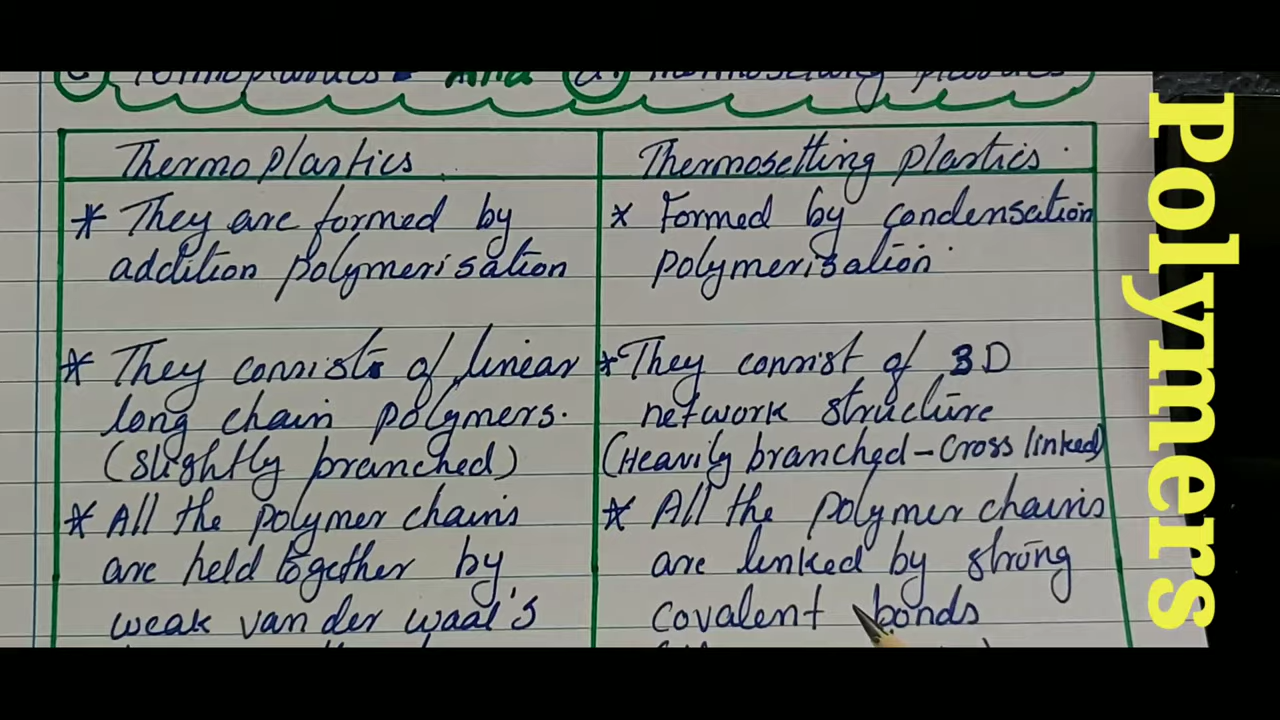 And
Thermoplastics
Thermosetting plastics
* They are formed by
addition polymerisation
* Formed by condensation
polymerisation
* They consists of linear
long chain polymers.
(slightly branched)
* They consist of 3D
network structure
(Heavily branched - cross linked)
* All the polymer chains
are held together by
weak van der waal's
* All the polymer chains
are linked by strong
covalent bonds
Polymers